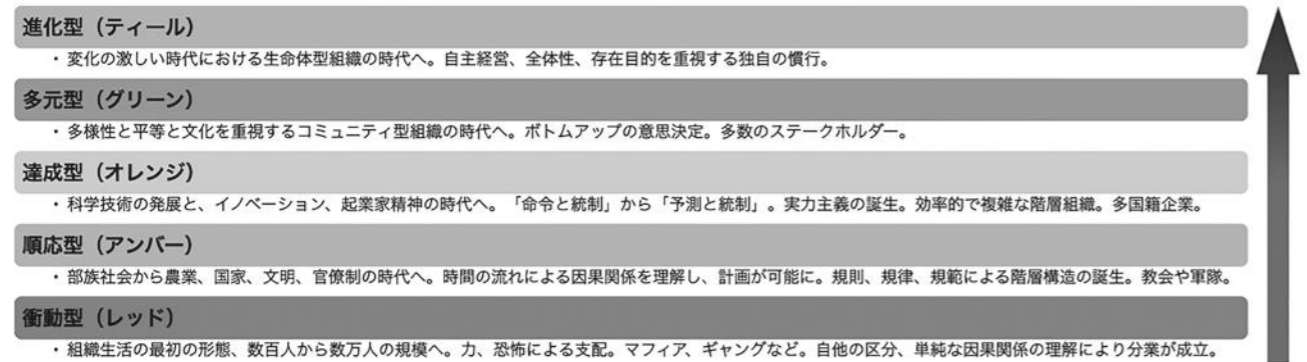 進化型（ティール）
・変化の激しい時代における生命体型組織の時代へ。自主経営、全体性、存在目的を重視する独自の慣行。
多元型（グリーン）
・多様性と平等と文化を重視するコミュニティ型組織の時代へ。ボトムアップの意思決定。多数のステークホルダー。
達成型（オレンジ）
・科学技術の発展と、イノベーション、起業家精神の時代へ。「命令と統制」から「予測と統制」。実力主義の誕生。効率的で複雑な階層組織。多国籍企業。
順応型（アンバー）
・部族社会から農業、国家、文明、官僚制の時代へ。時間の流れによる因果関係を理解し、計画が可能に。規則、規律、規範による階層構造の誕生。教会や軍隊。
衝動型（レッド）
・組織生活の最初の形態、数百人から数万人の規模へ。力、恐怖による支配。マフィア、ギャングなど。自他の区分、単純な因果関係の理解により分業が成立。